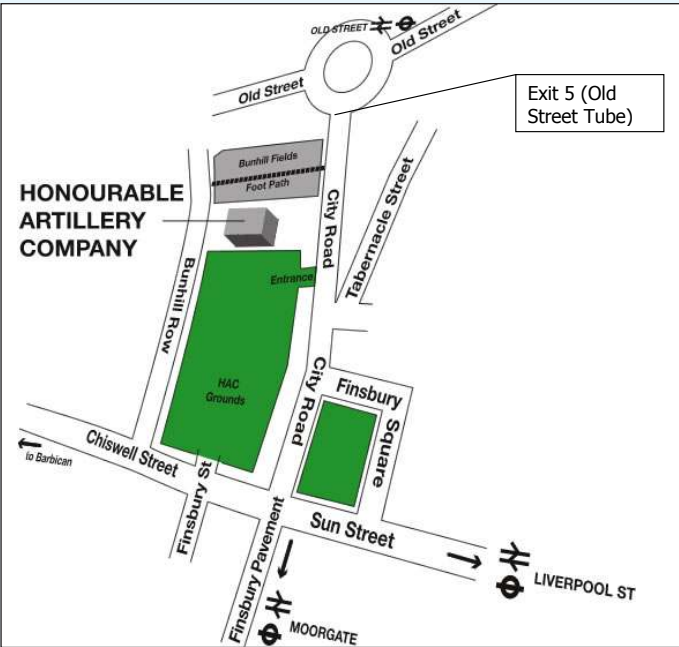 OLD STREET
Old Street
Old Street
Exit 5 (Old
Street Tube)
Bunhill Fields
Foot Path
HONOURABLE
ARTILLERY
COMPANY
City Road
Tabernacle Street
Bunhill Row
Entrance
HAC
Grounds
City Road
Finsbury
Square
Chiswell Street
to Barbican
Finsbury St
Sun Street
Finsbury Pavement
LIVERPOOL ST
MOORGATE